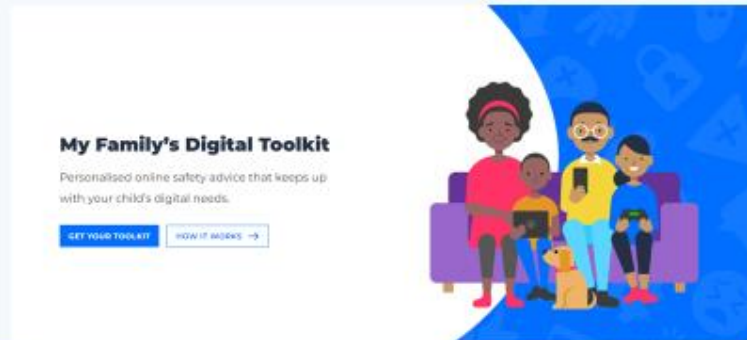 My Family's Digital Toolkit
Personalised online safety advice that keeps up
with your child's digital needs.
GET YOUR TOOLKIT
HOW IT WORKS →